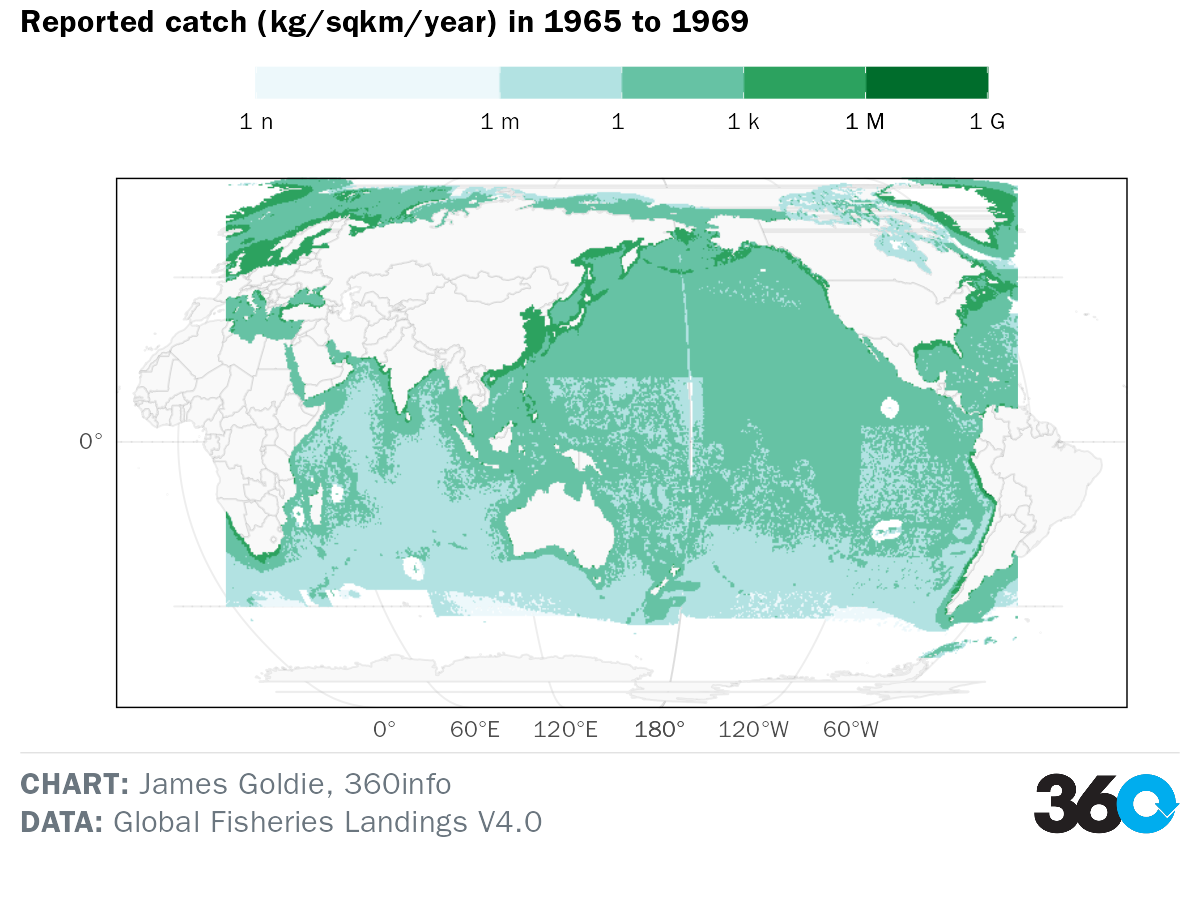 Reported catch (kg/sqkm/year) in 1965 to 1969
1 n 1 m 1 1 k 1 M 1 G
0°
0° 60°E 120°E 180° 120°W 60°W
CHART: James Goldie, 360info
DATA: Global Fisheries Landings V4.0
360